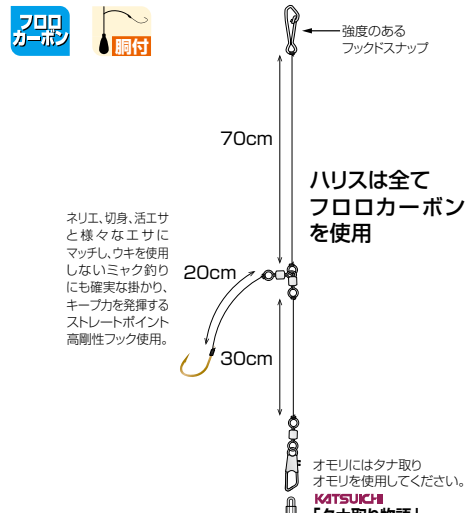 フロロ
カーボン
胴付
強度のある
フックドスナップ
70cm
ハリスは全て
フロロカーボン
を使用
ネリエ、切身、活エサ
と様々なエサに
マッチし、ウキを使用
しないミャク釣り
にも確実な掛かり、
キープ力を発揮する
ストレートポイント
高剛性フック使用。
20cm
30cm
オモリにはタナ取り
オモリを使用してください。
KATSUICHI
「タナ取り物語」